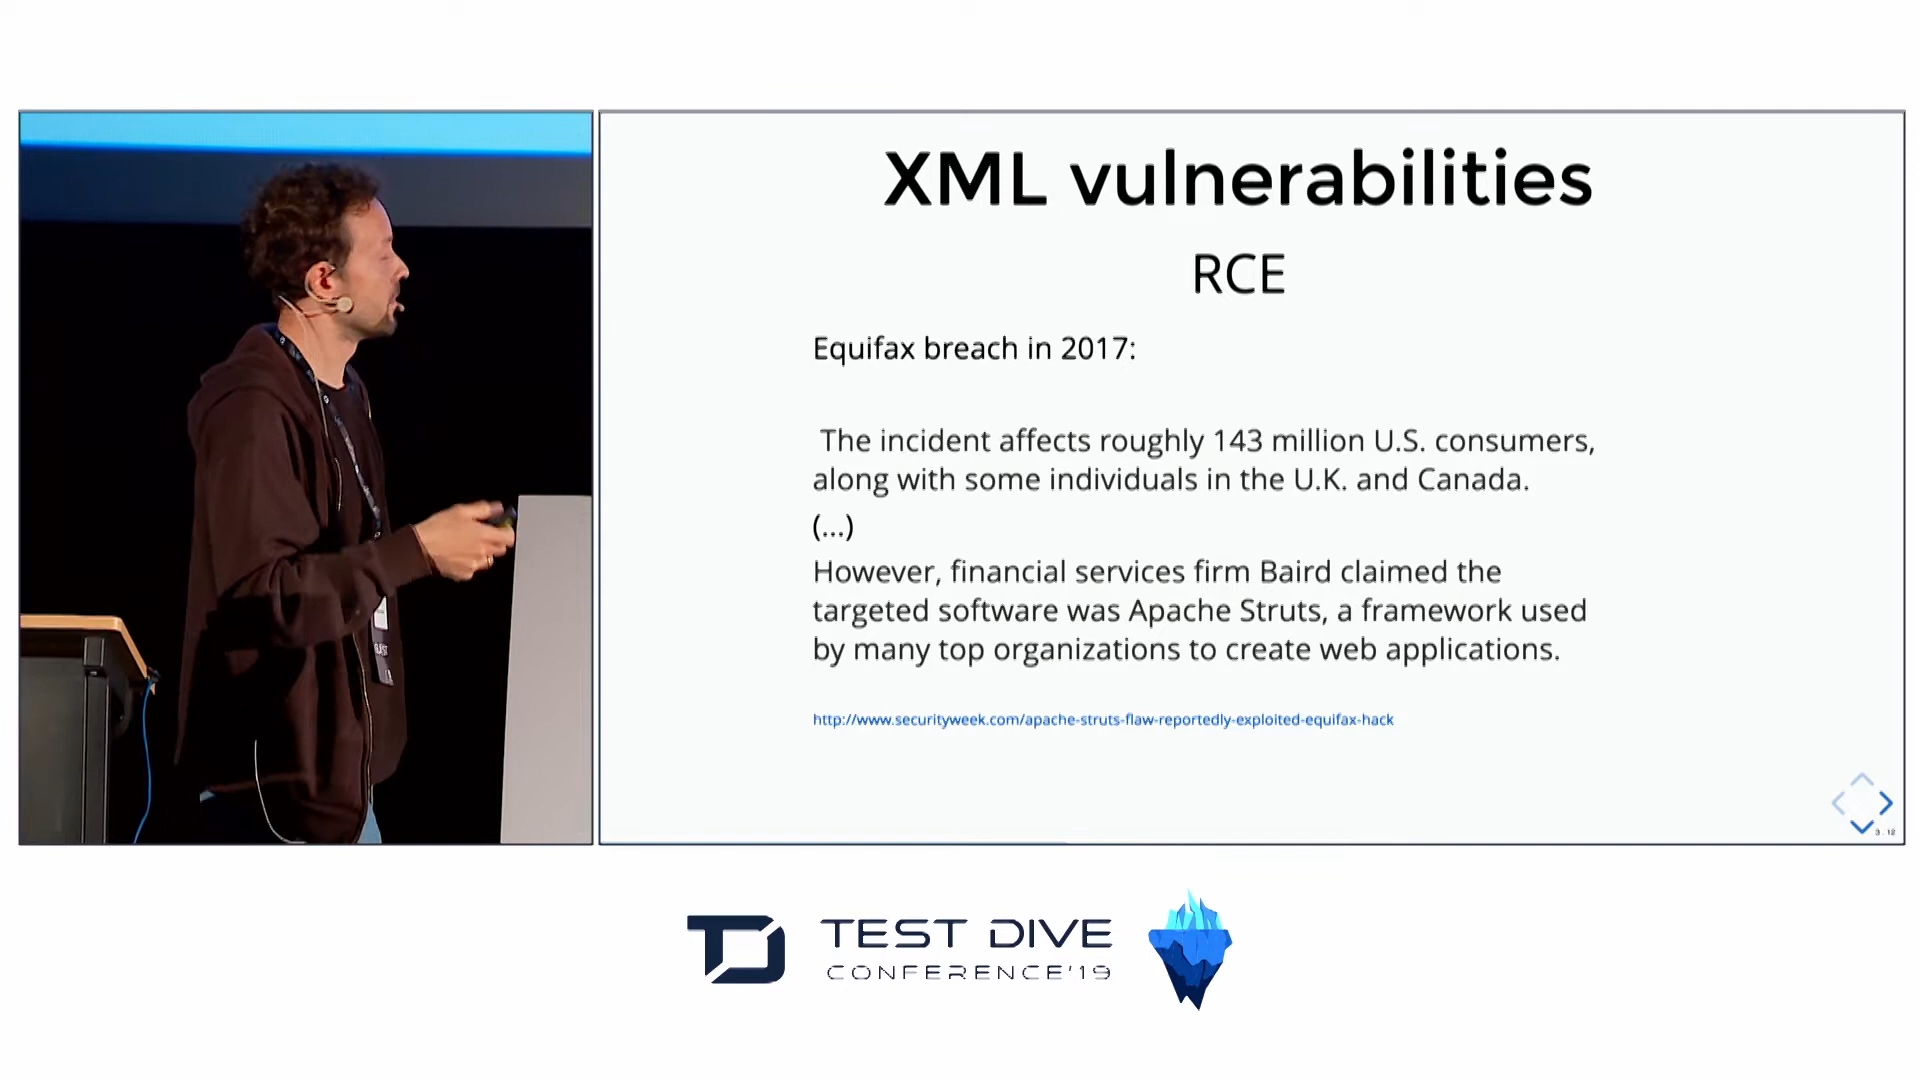 XML vulnerabilities
RCE
Equifax breach in 2017:
The incident affects roughly 143 million U.S. consumers,
along with some individuals in the U.K. and Canada.
(...)
However, financial services firm Baird claimed the
targeted software was Apache Struts, a framework used
by many top organizations to create web applications.
http://www.securityweek.com/apache-struts-flaw-reportedly-exploited-equifax-hack
3.12
TD TEST DIVE
CONFERENCE'19